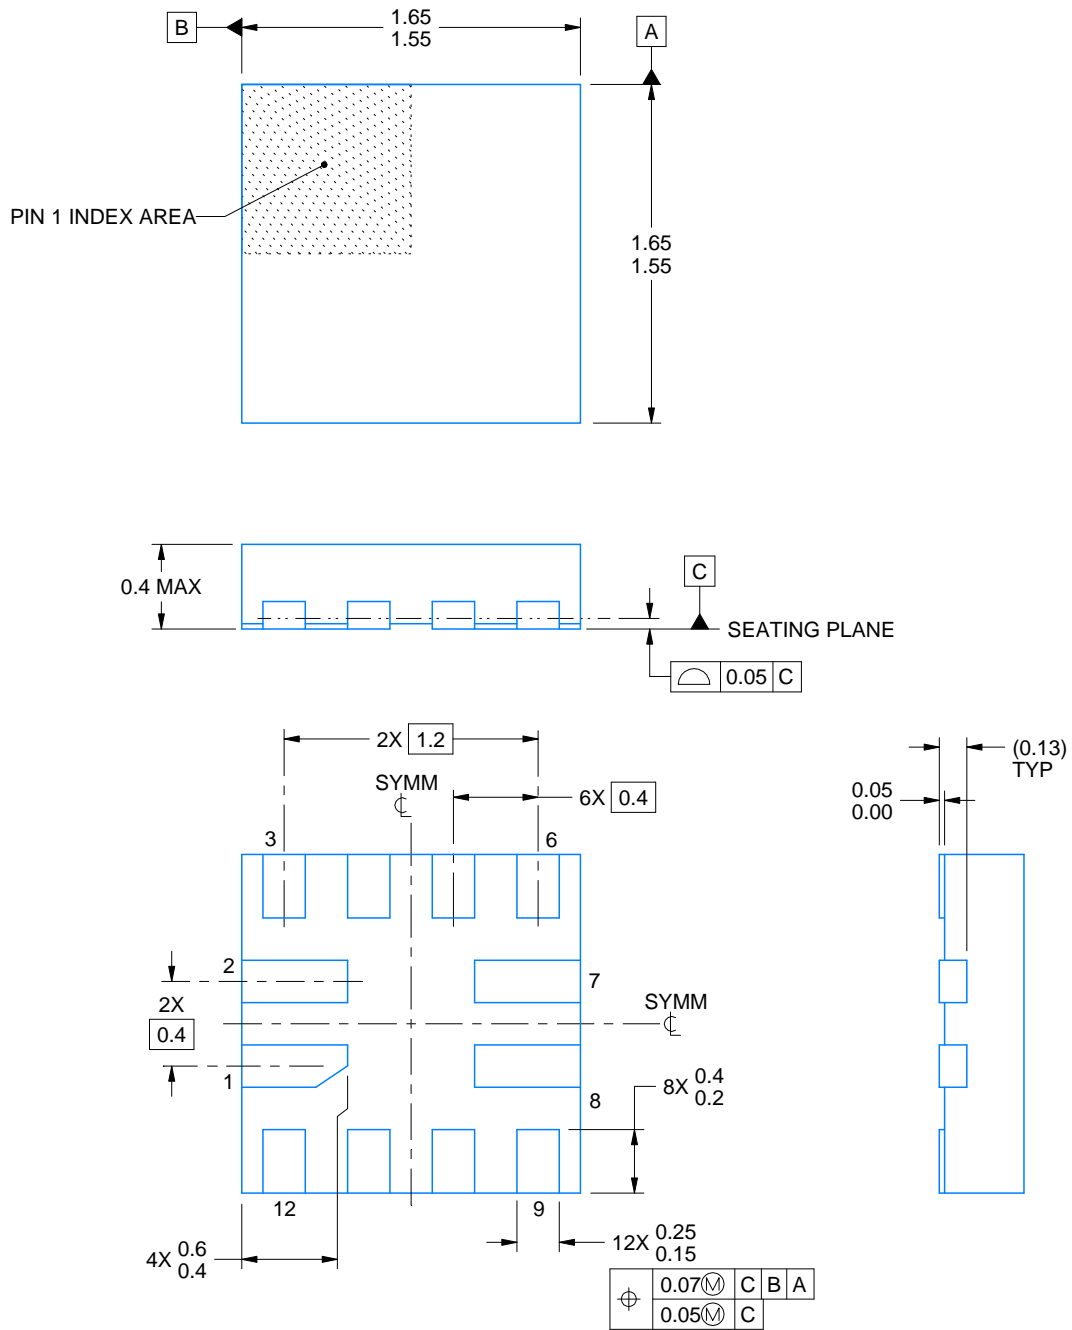 B
1.65
1.55
A
PIN 1 INDEX AREA
1.65
1.55
0.4 MAX
C
SEATING PLANE
0.05 C
2X 1.2
SYMM
6X 0.4
(0.13)
TYP
0.05
0.00
3
6
2
7
2X
0.4
SYMM
1
8
8X 0.4
0.2
12
9
4X 0.6
0.4
12X 0.25
0.15
0.07Ⓜ C B A
0.05Ⓜ C